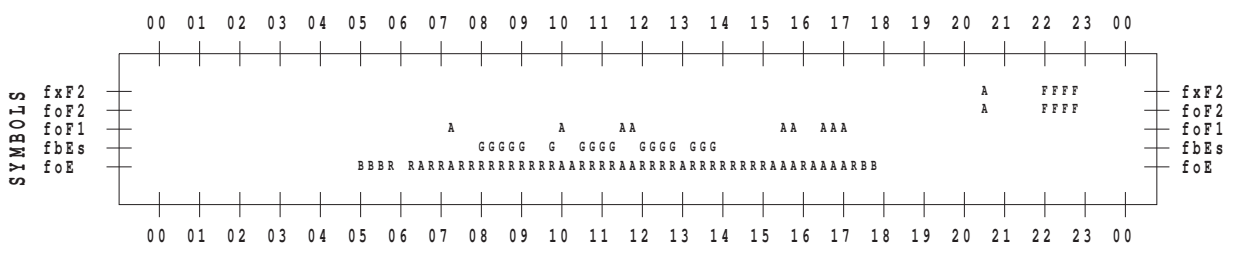 00 01 02 03 04 05 06 07 08 09 10 11 12 13 14 15 16 17 18 19 20 21 22 23 00
SYMBOLS
fxF2 A FFFF fxF2
foF2 A FFFF foF2
foF1 A A AA AA AAA foF1
fbEs GGGGG G GGGG GGGG GGG fbEs
foE BBBR RARRARRRRRRRRRRAARRRRAARRRRARRRRRRRRAAARAAAARBB foE
00 01 02 03 04 05 06 07 08 09 10 11 12 13 14 15 16 17 18 19 20 21 22 23 00